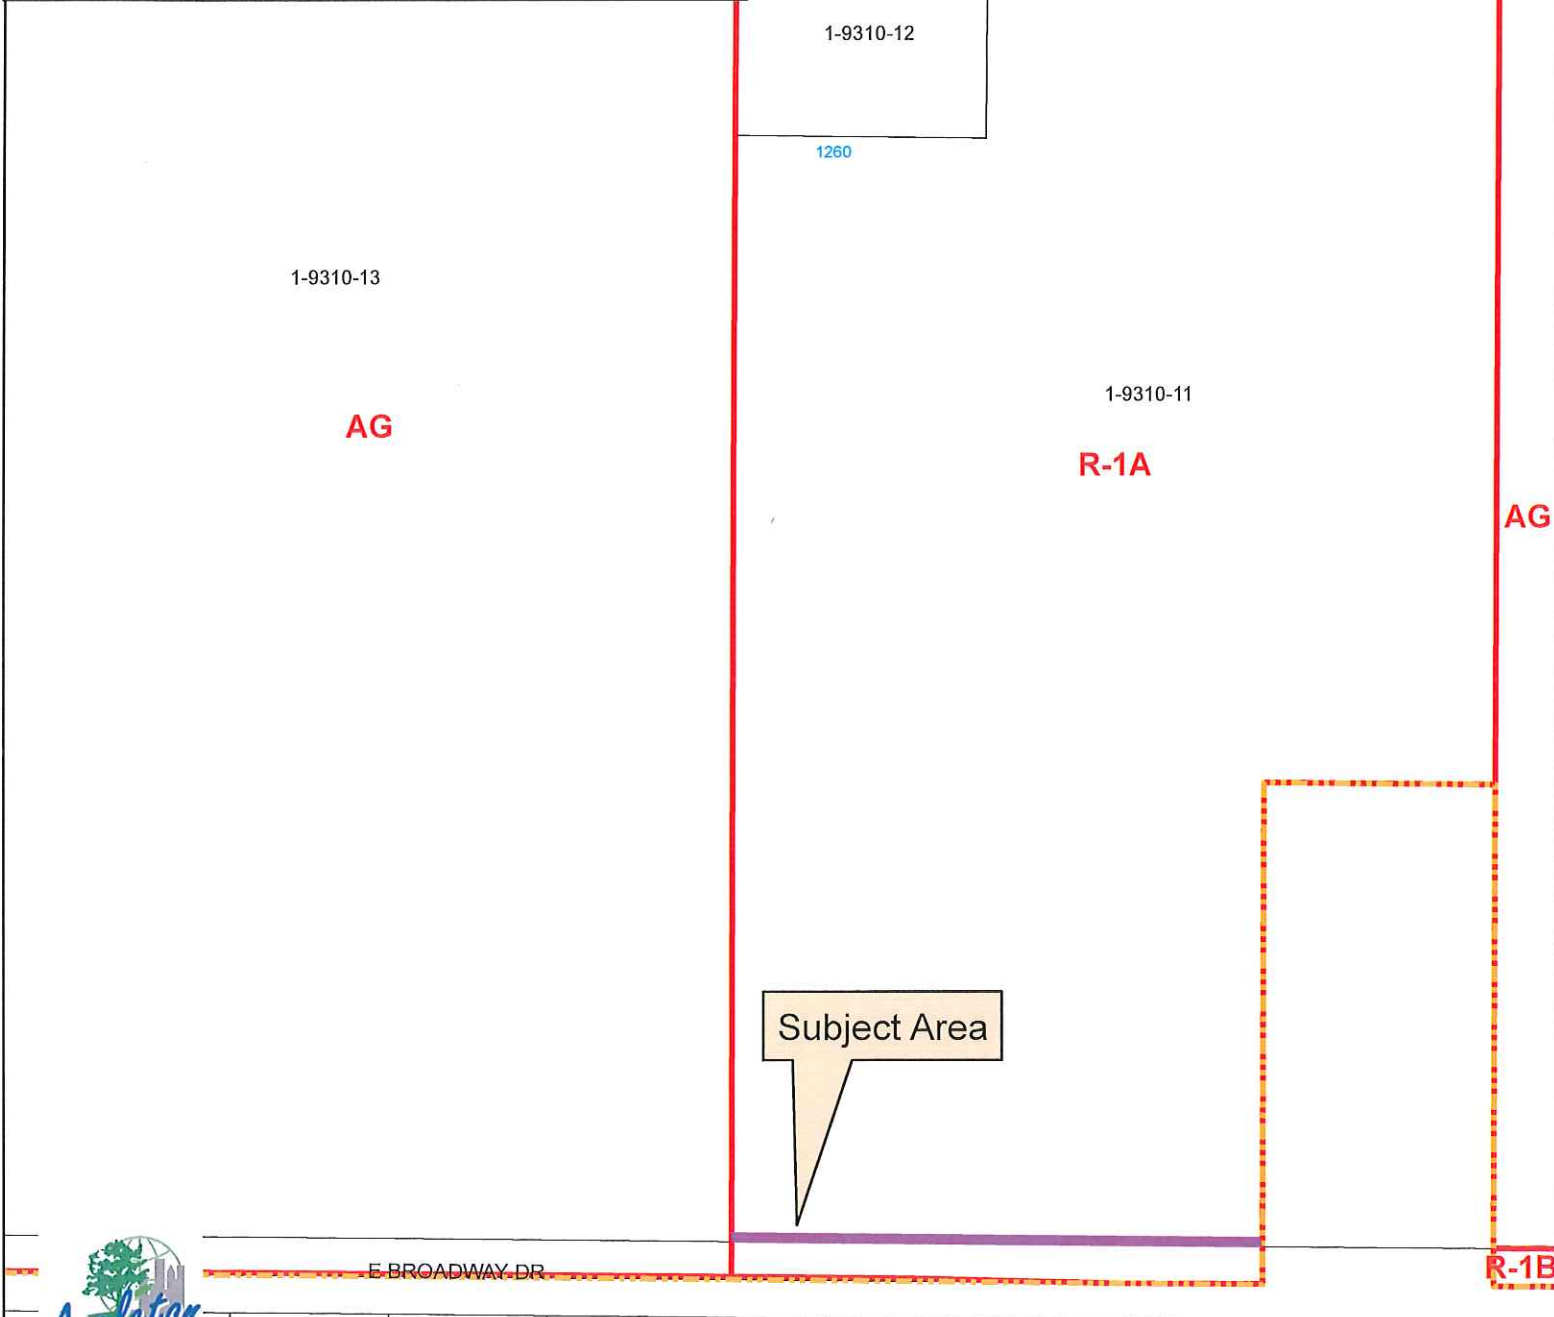 1-9310-12
1260
1-9310-13
1-9310-11
AG
R-1A
AG
Subject Area
R-1B
E BROADWAY DR